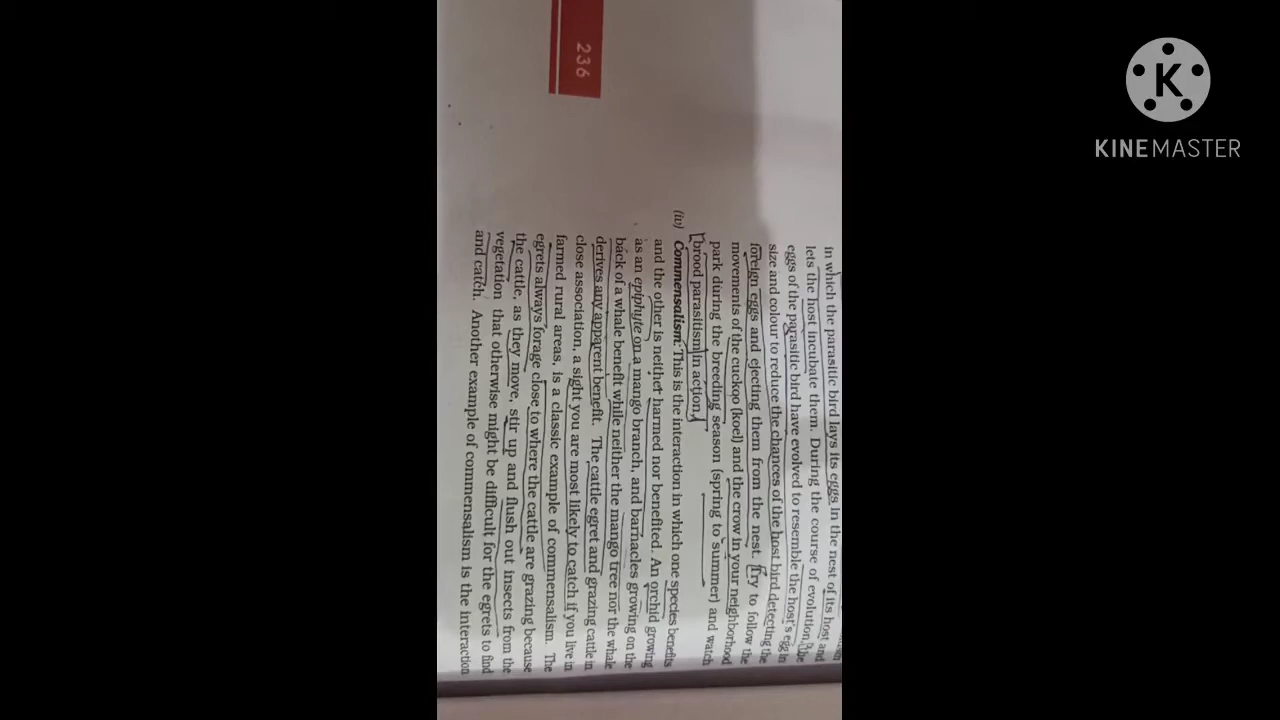 in which the parasitic bird lays its eggs in the nest of its host and
lets the host incubate them. During the course of evolution, the
eggs of the parasitic bird have evolved to resemble the host's egg in
size and colour to reduce the chances of the host bird detecting the
foreign eggs and ejecting them from the nest. Try to follow the
movements of the cuckoo (koel) and the crow in your neighborhood
park during the breeding season (spring to summer) and watch
brood parasitism in action.
(iv) Commensalism: This is the interaction in which one species benefits
and the other is neither harmed nor benefited. An orchid growing
as an epiphyte on a mango branch, and barnacles growing on the
back of a whale benefit while neither the mango tree nor the whale
derives any apparent benefit. The cattle egret and grazing cattle in
close association, a sight you are most likely to catch if you live in
farmed rural areas, is a classic example of commensalism. The
egrets always forage close to where the cattle are grazing because
the cattle, as they move, stir up and flush out insects from the
vegetation that otherwise might be difficult for the egrets to find
and catch. Another example of commensalism is the interaction
236
K
KINEMASTER